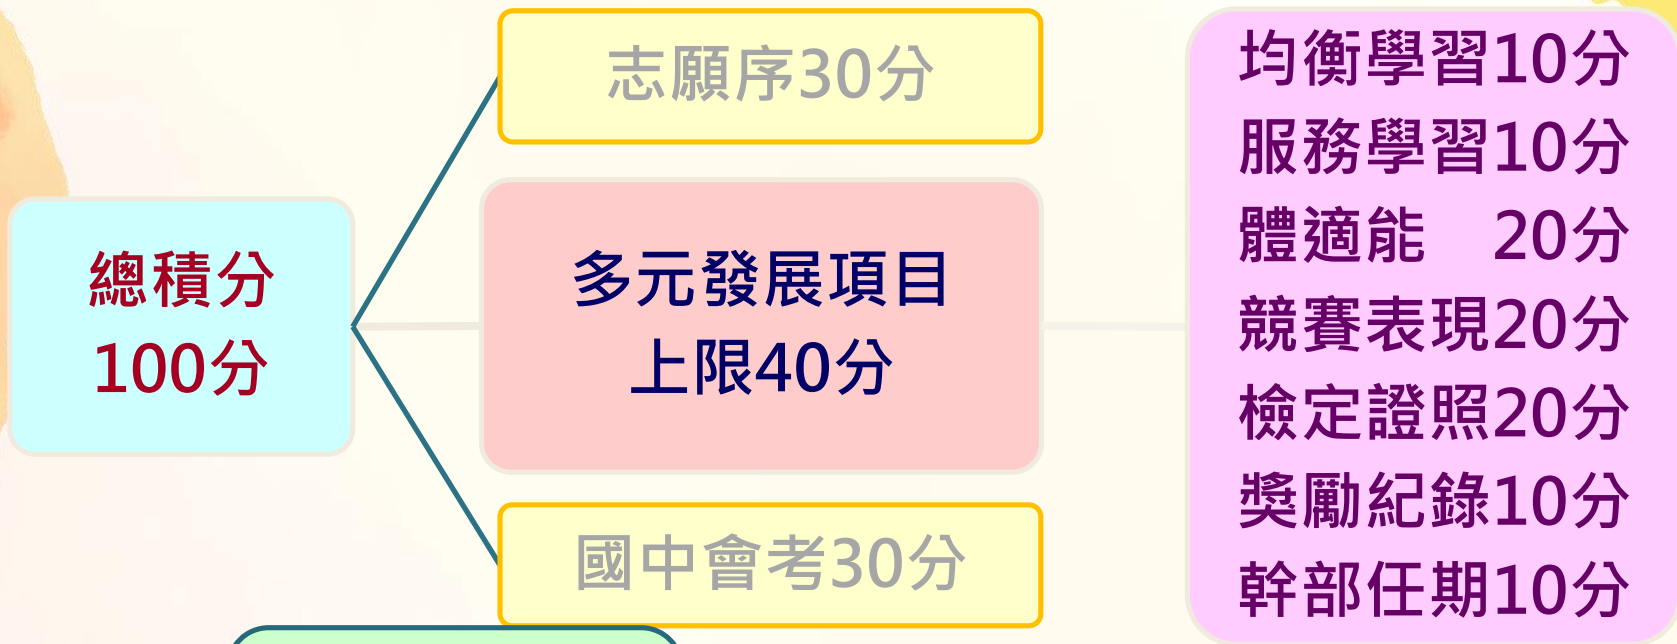 總積分
100分
志願序30分
多元發展項目
上限40分
國中會考30分
均衡學習10分
服務學習10分
體適能　20分
競賽表現20分
檢定證照20分
獎勵紀錄10分
幹部任期10分